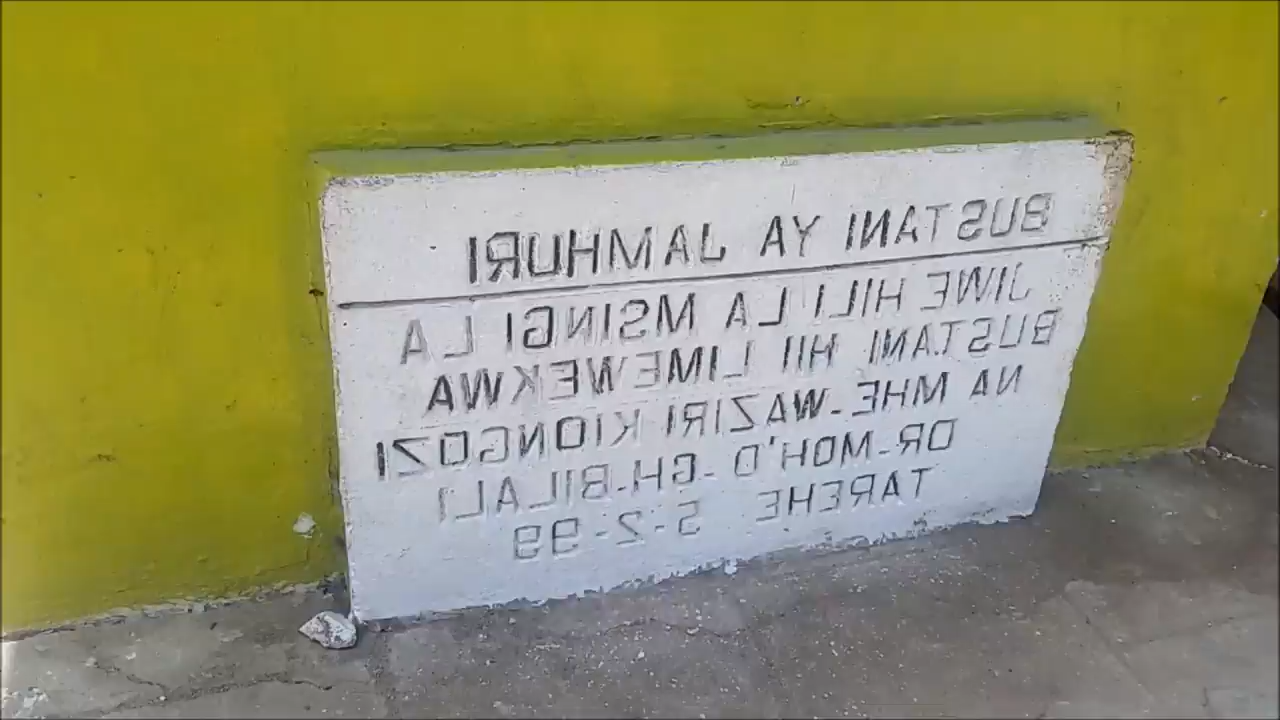 BUSTANI YA JAMHURI
JIWE HILI LA MSINGI LA
BUSTANI HII LIMEWEKWA
NA MHE-WAZIRI KIONGOZI
DR-MOH'D-GH-BILALI
TAREHE 5-2-99